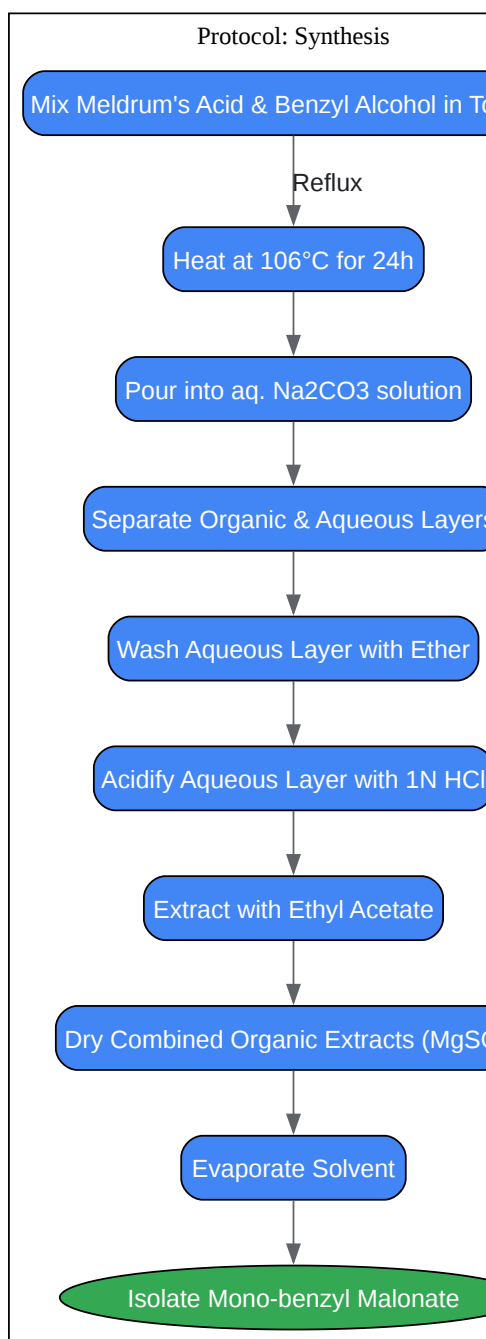 Protocol: Synthesis
Mix Meldrum's Acid & Benzyl Alcohol in To
Reflux
Heat at 106°C for 24h
Pour into aq. Na2CO3 solution
Separate Organic & Aqueous Layers
Wash Aqueous Layer with Ether
Acidify Aqueous Layer with 1N HCl
Extract with Ethyl Acetate
Dry Combined Organic Extracts (MgSO
Evaporate Solvent
Isolate Mono-benzyl Malonate